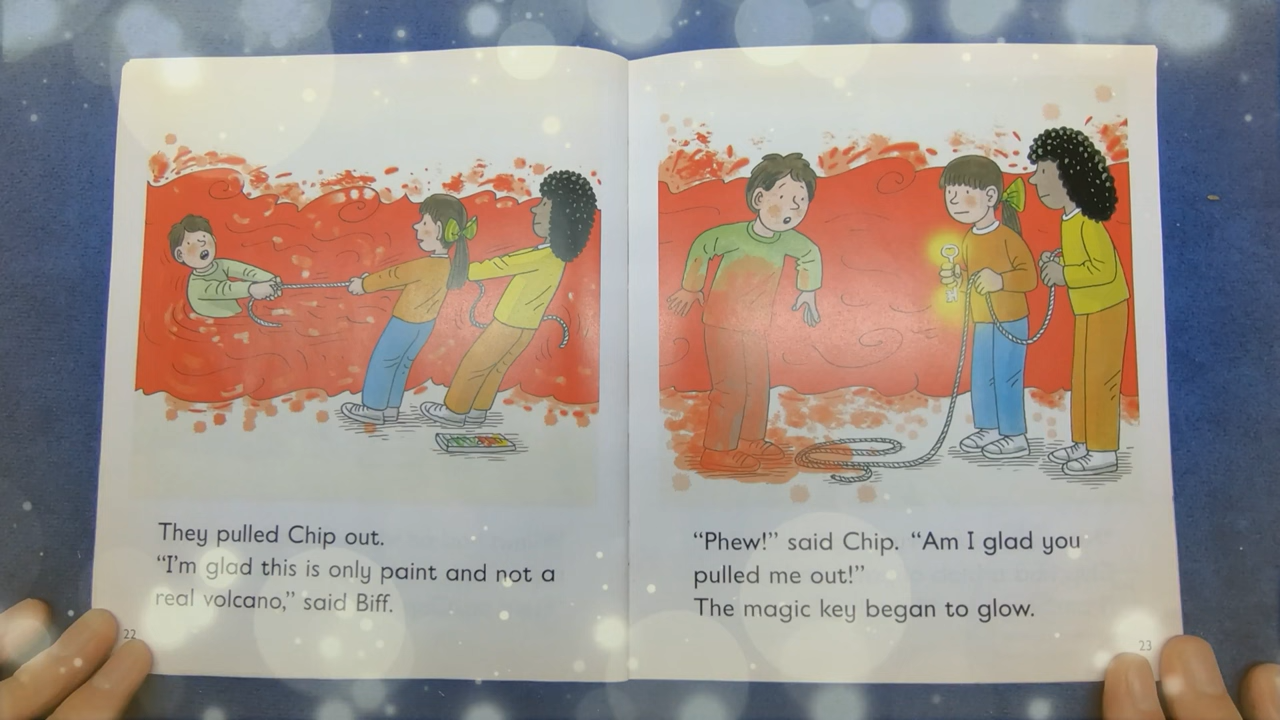 They pulled Chip out.
“I’m glad this is only paint and not a
real volcano,” said Biff.
22
“Phew!” said Chip. “Am I glad you
pulled me out!”
The magic key began to glow.
23